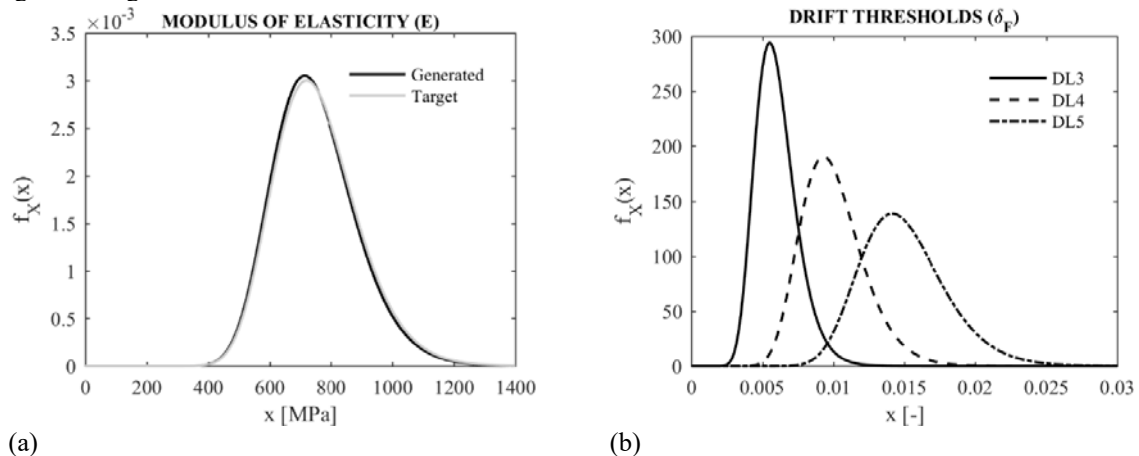 MODULUS OF ELASTICITY (E)
×10⁻³
3.5
3
2.5
2
1.5
1
0.5
0
f_X(x)
Generated
Target
0 200 400 600 800 1000 1200 1400
x [MPa]
(a)
DRIFT THRESHOLDS (δ_F)
300
250
200
150
100
50
0
f_X(x)
DL3
DL4
DL5
0 0.005 0.01 0.015 0.02 0.025 0.03
x [-]
(b)